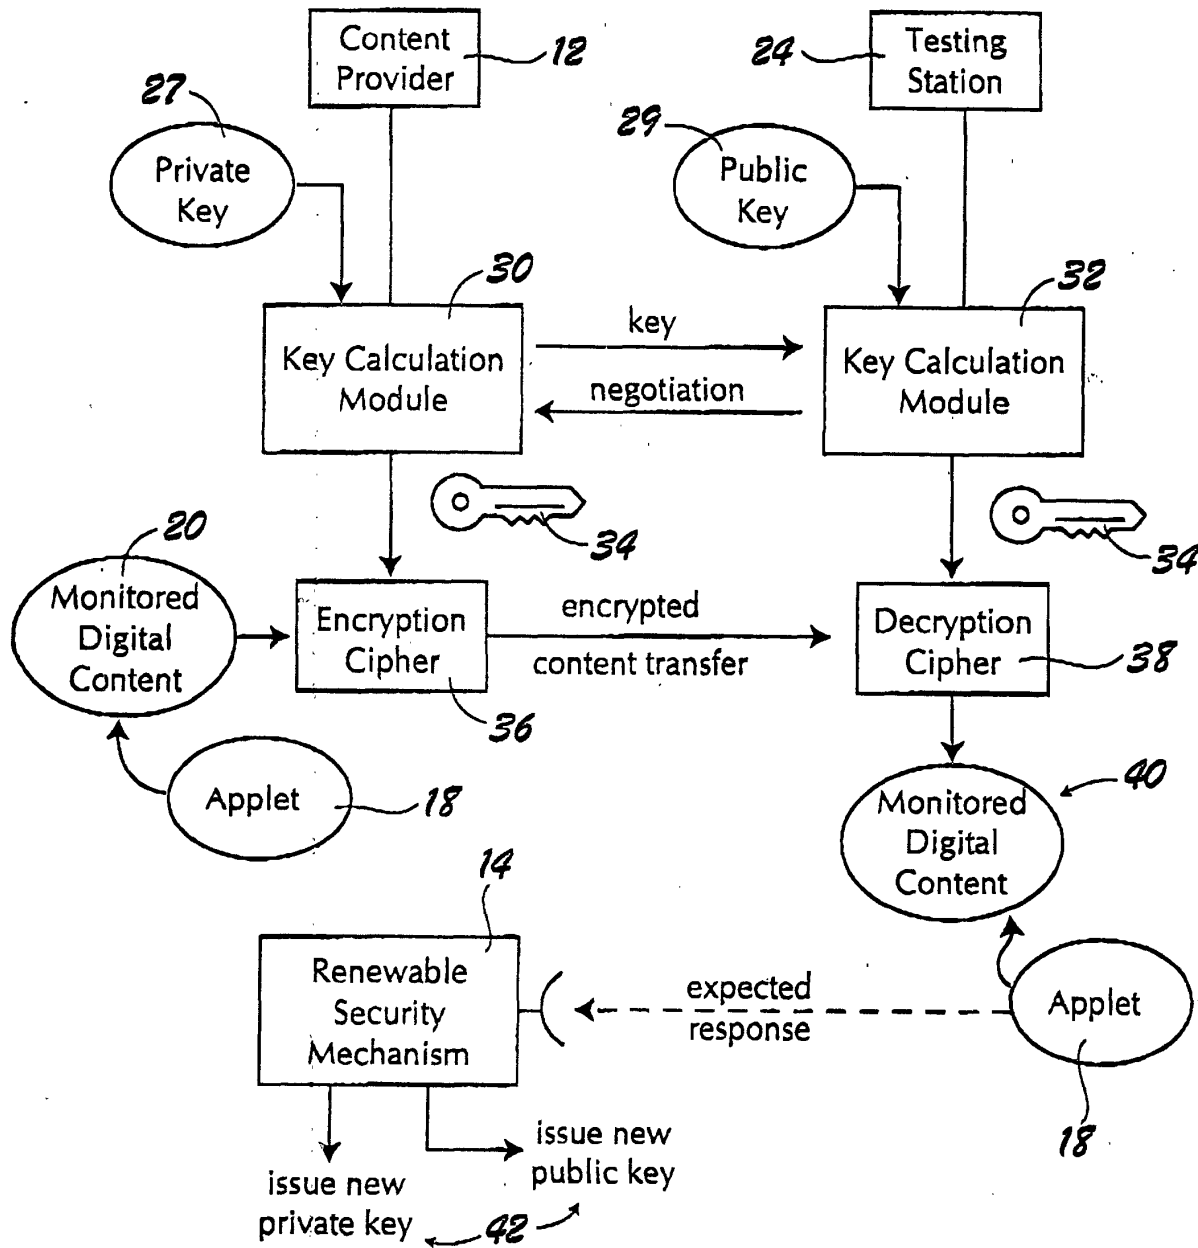 Content
Provider
12
24
Testing
Station
27
Private
Key
29
Public
Key
30
Key Calculation
Module
key
negotiation
32
Key Calculation
Module
34
34
20
Monitored
Digital
Content
Encryption
Cipher
36
encrypted
content transfer
Decryption
Cipher
38
Applet
18
40
Monitored
Digital
Content
14
Renewable
Security
Mechanism
expected
response
Applet
18
issue new
public key
issue new
private key
42